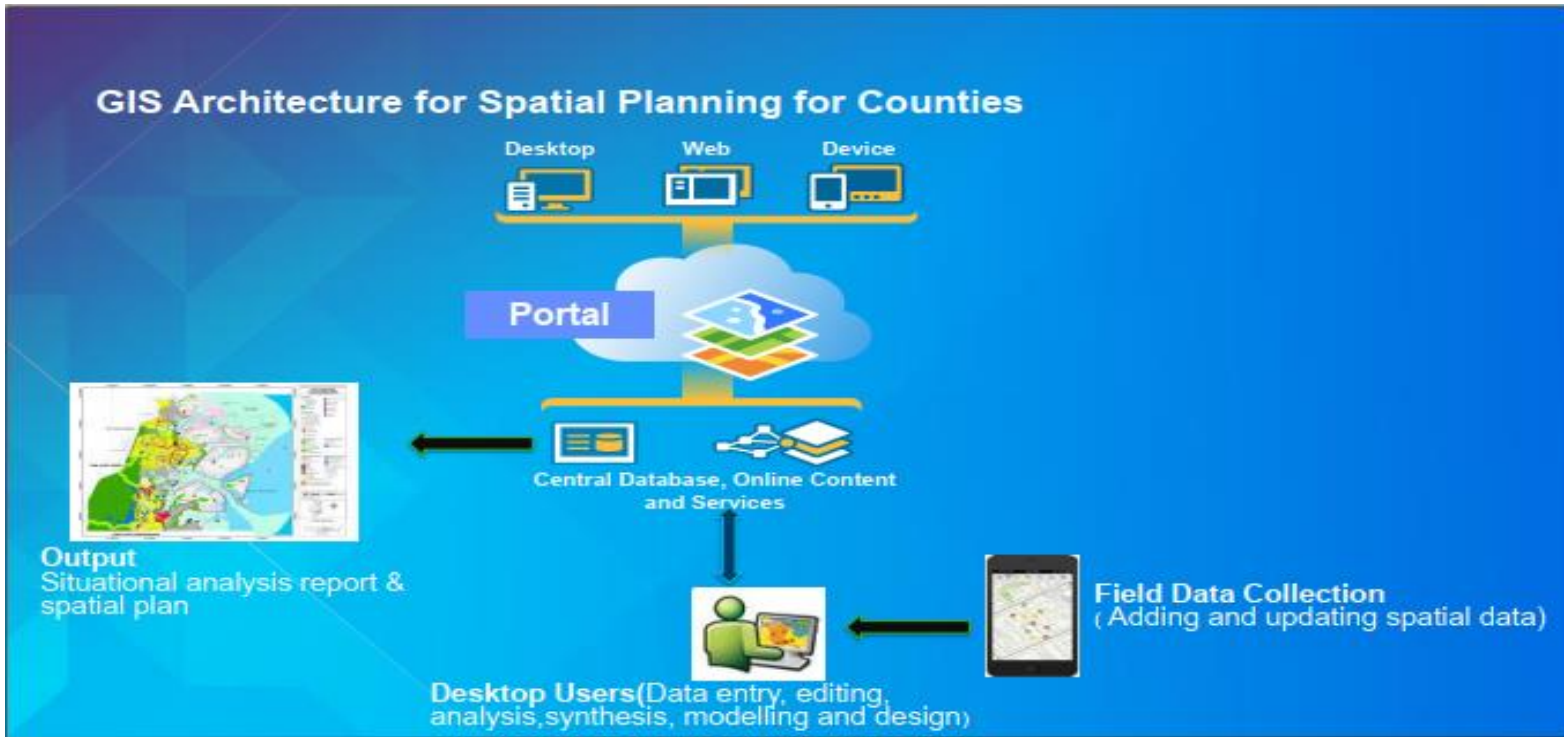 GIS Architecture for Spatial Planning for Counties
Desktop
Web
Device
Portal
Central Database, Online Content
and Services
Output
Situational analysis report &
spatial plan
Field Data Collection
( Adding and updating spatial data)
Desktop Users(Data entry, editing,
analysis,synthesis, modelling and design)